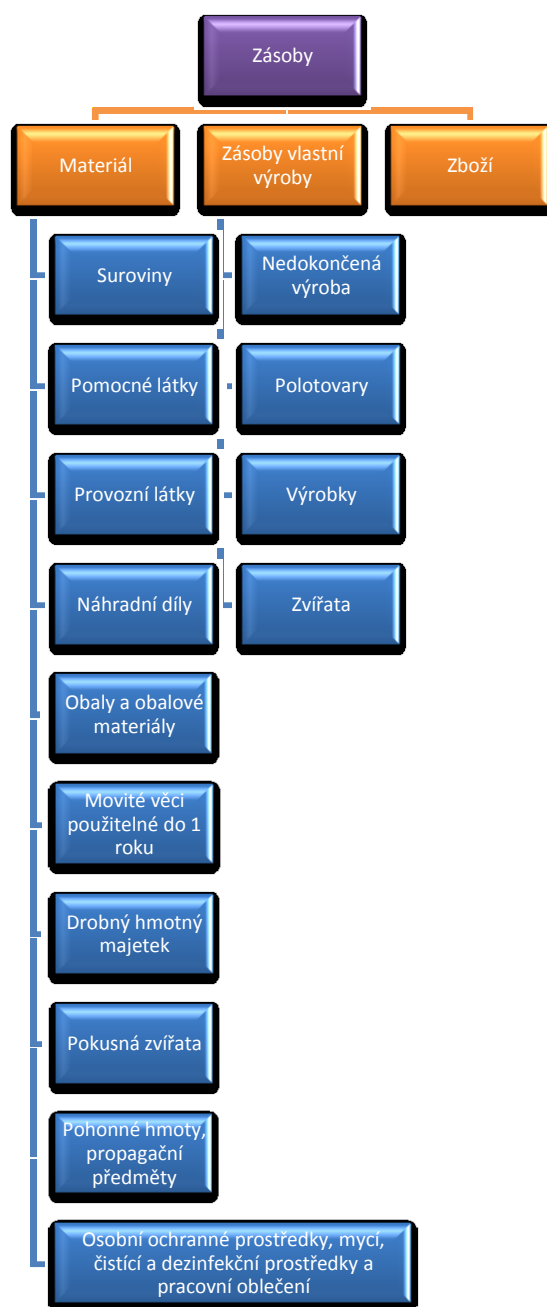 Zásoby
Materiál
Zásoby vlastní
výroby
Zboží
Suroviny
Nedokončená
výroba
Pomocné látky
Polotovary
Provozní látky
Výrobky
Náhradní díly
Zvířata
Obaly a obalové
materiály
Movité věci
použitelné do 1
roku
Drobný hmotný
majetek
Pokusná zvířata
Pohonné hmoty,
propagační
předměty
Osobní ochranné prostředky, mycí,
čistící a dezinfekční prostředky a
pracovní oblečení